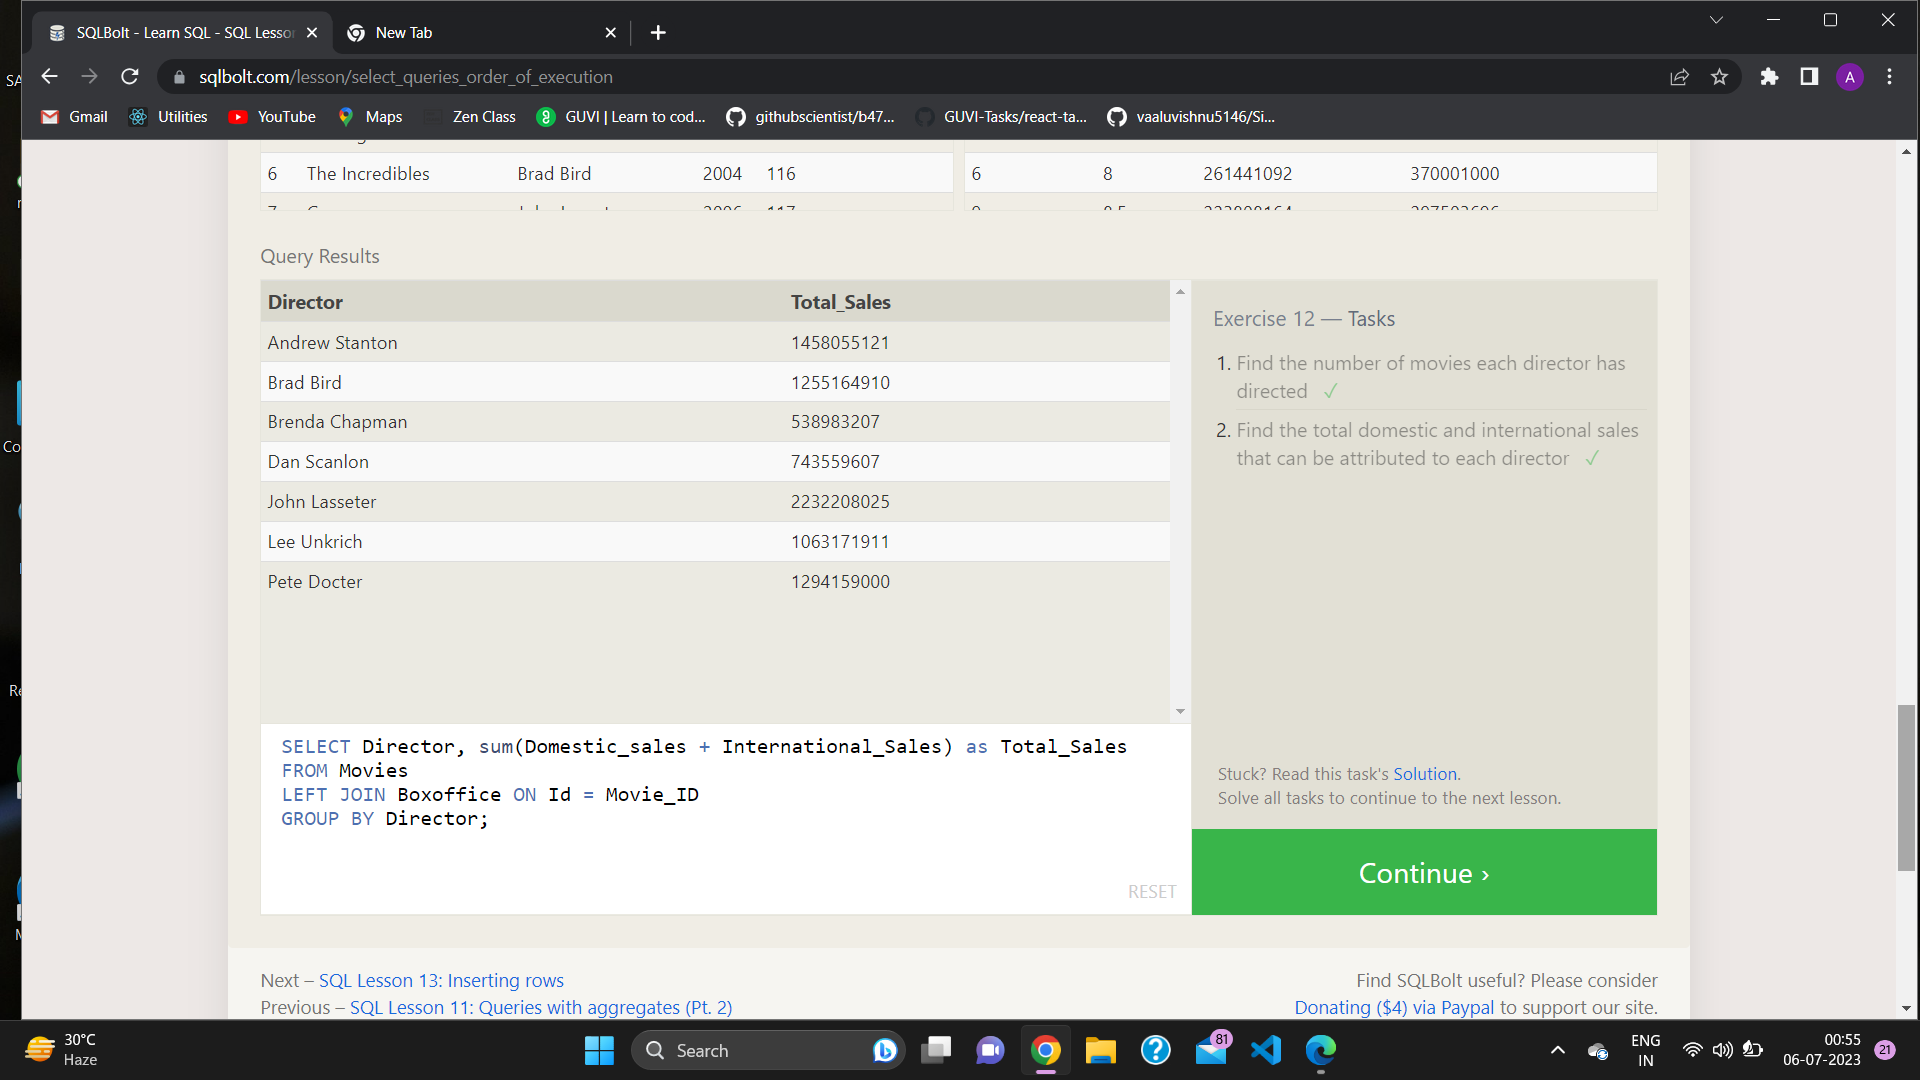 SQLBolt - Learn SQL - SQL Lesson
New Tab
sqlbolt.com/lesson/select_queries_order_of_execution
A
Gmail
Utilities
YouTube
Maps
Zen Class
GUVI | Learn to cod...
githubscientist/b47...
GUVI-Tasks/react-ta...
vaaluvishnu5146/Si...
6 The Incredibles Brad Bird 2004 116
6 8 261441092 370001000
Query Results
Director Total_Sales
Andrew Stanton 1458055121
Brad Bird 1255164910
Brenda Chapman 538983207
Dan Scanlon 743559607
John Lasseter 2232208025
Lee Unkrich 1063171911
Pete Docter 1294159000
Exercise 12 — Tasks
1. Find the number of movies each director has
directed ✓
2. Find the total domestic and international sales
that can be attributed to each director ✓
SELECT Director, sum(Domestic_sales + International_Sales) as Total_Sales
FROM Movies
LEFT JOIN Boxoffice ON Id = Movie_ID
GROUP BY Director;
RESET
Stuck? Read this task's Solution.
Solve all tasks to continue to the next lesson.
Continue ›
Next – SQL Lesson 13: Inserting rows
Previous – SQL Lesson 11: Queries with aggregates (Pt. 2)
Find SQLBolt useful? Please consider
Donating ($4) via Paypal to support our site.
30°C
Haze
Search
81
ENG
IN
00:55
06-07-2023
21